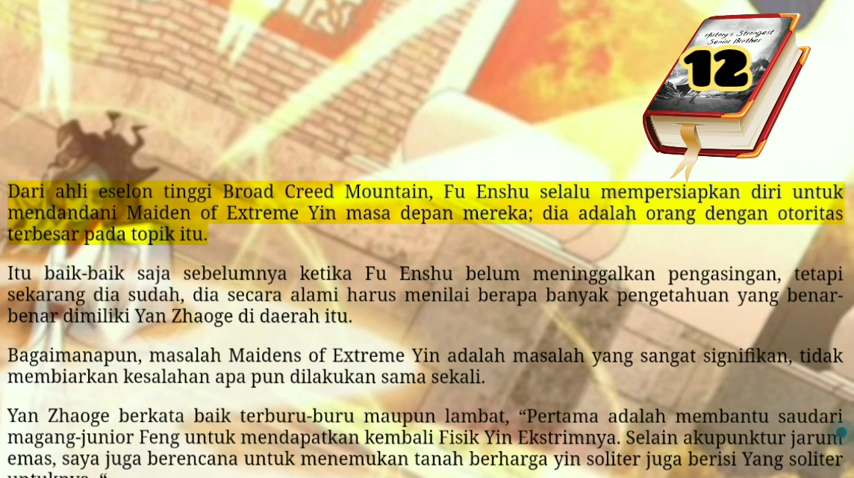 History's Strongest
Senior Brother
12
Dari ahli eselon tinggi Broad Creed Mountain, Fu Enshu selalu mempersiapkan diri untuk
mendandani Maiden of Extreme Yin masa depan mereka; dia adalah orang dengan otoritas
terbesar pada topik itu.
Itu baik-baik saja sebelumnya ketika Fu Enshu belum meninggalkan pengasingan, tetapi
sekarang dia sudah, dia secara alami harus menilai berapa banyak pengetahuan yang benar-
benar dimiliki Yan Zhaoge di daerah itu.
Bagaimanapun, masalah Maidens of Extreme Yin adalah masalah yang sangat signifikan, tidak
membiarkan kesalahan apa pun dilakukan sama sekali.
Yan Zhaoge berkata baik terburu-buru maupun lambat, “Pertama adalah membantu saudari
magang-junior Feng untuk mendapatkan kembali Fisik Yin Ekstrimnya. Selain akupunktur jarum
emas, saya juga berencana untuk menemukan tanah berharga yin soliter juga berisi Yang soliter